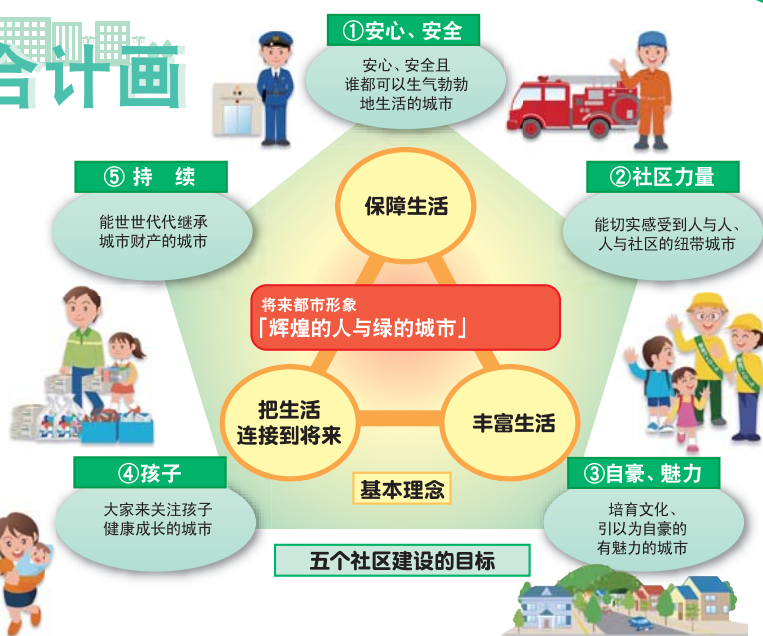 合计画
①安心、安全
安心、安全且
谁都可以生气勃勃
地生活的城市
⑤ 持　续
能世世代代继承
城市财产的城市
②社区力量
能切实感受到人与人、
人与社区的纽带城市
保障生活
将来都市形象
「辉煌的人与绿的城市」
把生活
连接到将来
丰富生活
基本理念
④孩子
大家来关注孩子
健康成长的城市
③自豪、魅力
培育文化、
引以为自豪的
有魅力的城市
五个社区建设的目标